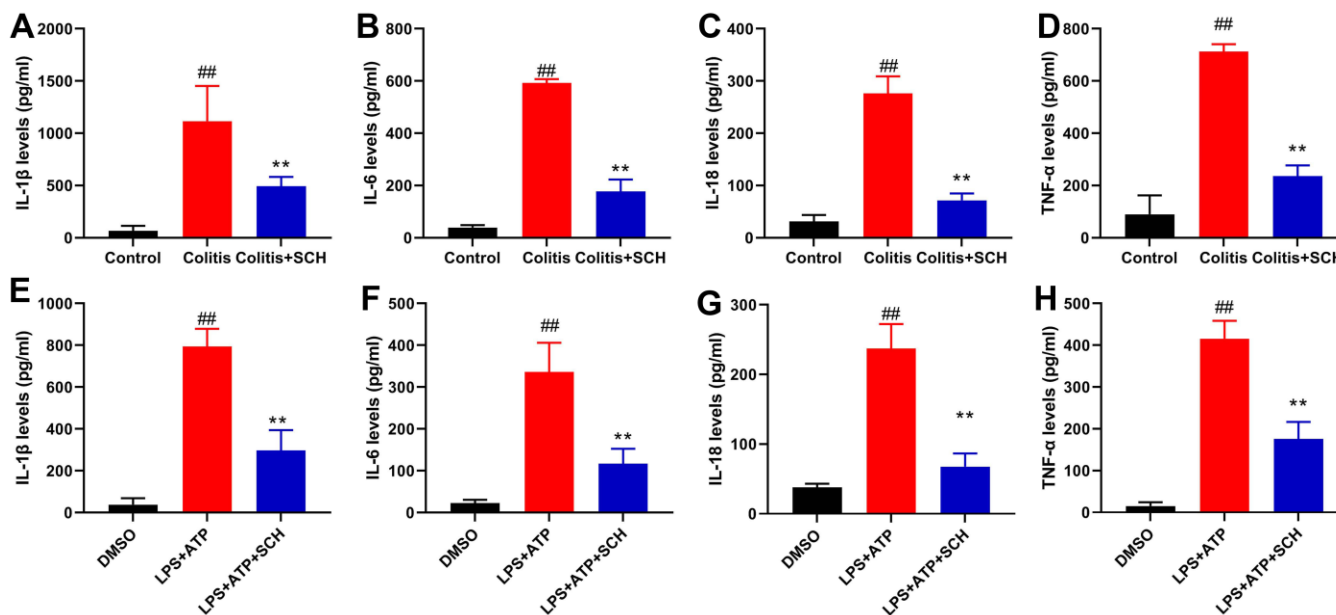 A
IL-1β levels (pg/ml)
2000
1500
1000
500
0
##
**
Control Colitis Colitis+SCH
B
IL-6 levels (pg/ml)
800
600
400
200
0
##
**
Control Colitis Colitis+SCH
C
IL-18 levels (pg/ml)
400
300
200
100
0
##
**
Control Colitis Colitis+SCH
D
TNF-α levels (pg/ml)
800
600
400
200
0
##
**
Control Colitis Colitis+SCH
E
IL-1β levels (pg/ml)
1000
800
600
400
200
0
##
**
DMSO
LPS+ATP
LPS+ATP+SCH
F
IL-6 levels (pg/ml)
500
400
300
200
100
0
##
**
DMSO
LPS+ATP
LPS+ATP+SCH
G
IL-18 levels (pg/ml)
300
200
100
0
##
**
DMSO
LPS+ATP
LPS+ATP+SCH
H
TNF-α levels (pg/ml)
500
400
300
200
100
0
##
**
DMSO
LPS+ATP
LPS+ATP+SCH